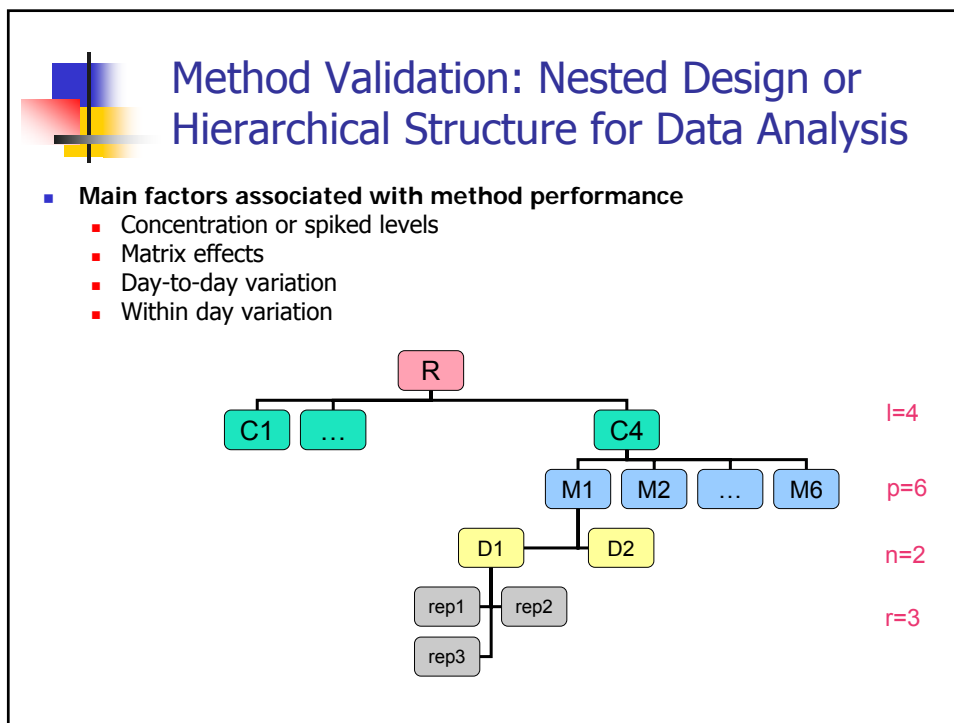 Method Validation: Nested Design or
Hierarchical Structure for Data Analysis
Main factors associated with method performance
Concentration or spiked levels
Matrix effects
Day-to-day variation
Within day variation
R
C1 … C4 l=4
M1 M2 … M6 p=6
D1 D2 n=2
rep1 rep2 r=3
rep3